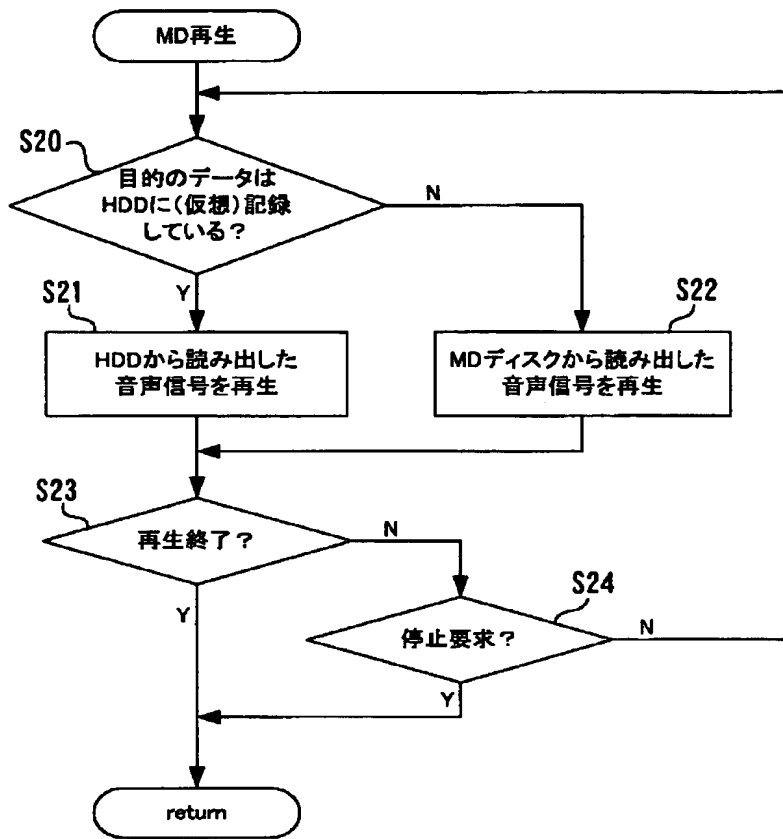 MD再生
S20
目的のデータは
HDDに(仮想)記録
している?
N
Y
S21
HDDから読み出した
音声信号を再生
S22
MDディスクから読み出した
音声信号を再生
S23
再生終了?
N
Y
S24
停止要求?
N
Y
return